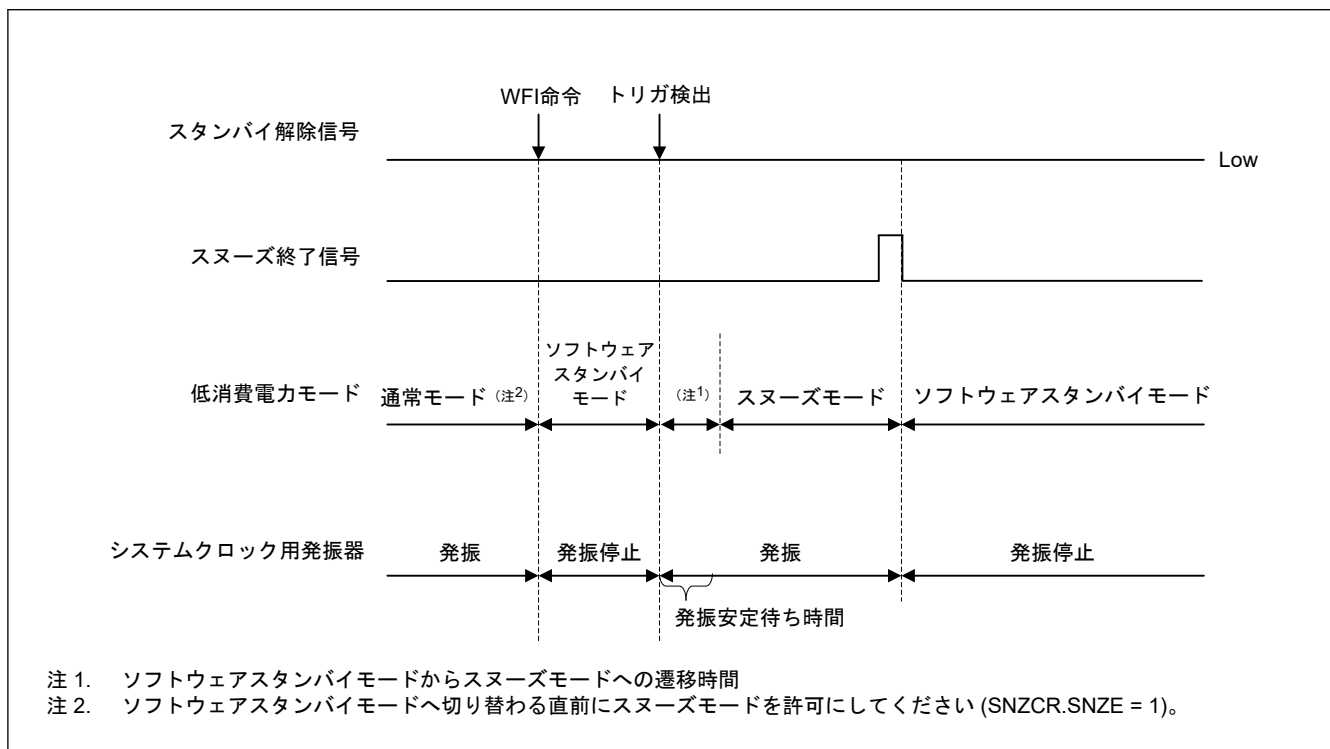 WFI命令 トリガ検出
スタンバイ解除信号
Low
スヌーズ終了信号
ソフトウェア
スタンバイ
モード
低消費電力モード
通常モード（注2）
（注1）
スヌーズモード
ソフトウェアスタンバイモード
システムクロック用発振器
発振
発振停止
発振
発振停止
発振安定待ち時間
注 1. ソフトウェアスタンバイモードからスヌーズモードへの遷移時間
注 2. ソフトウェアスタンバイモードへ切り替わる直前にスヌーズモードを許可にしてください (SNZCR.SNZE = 1)。